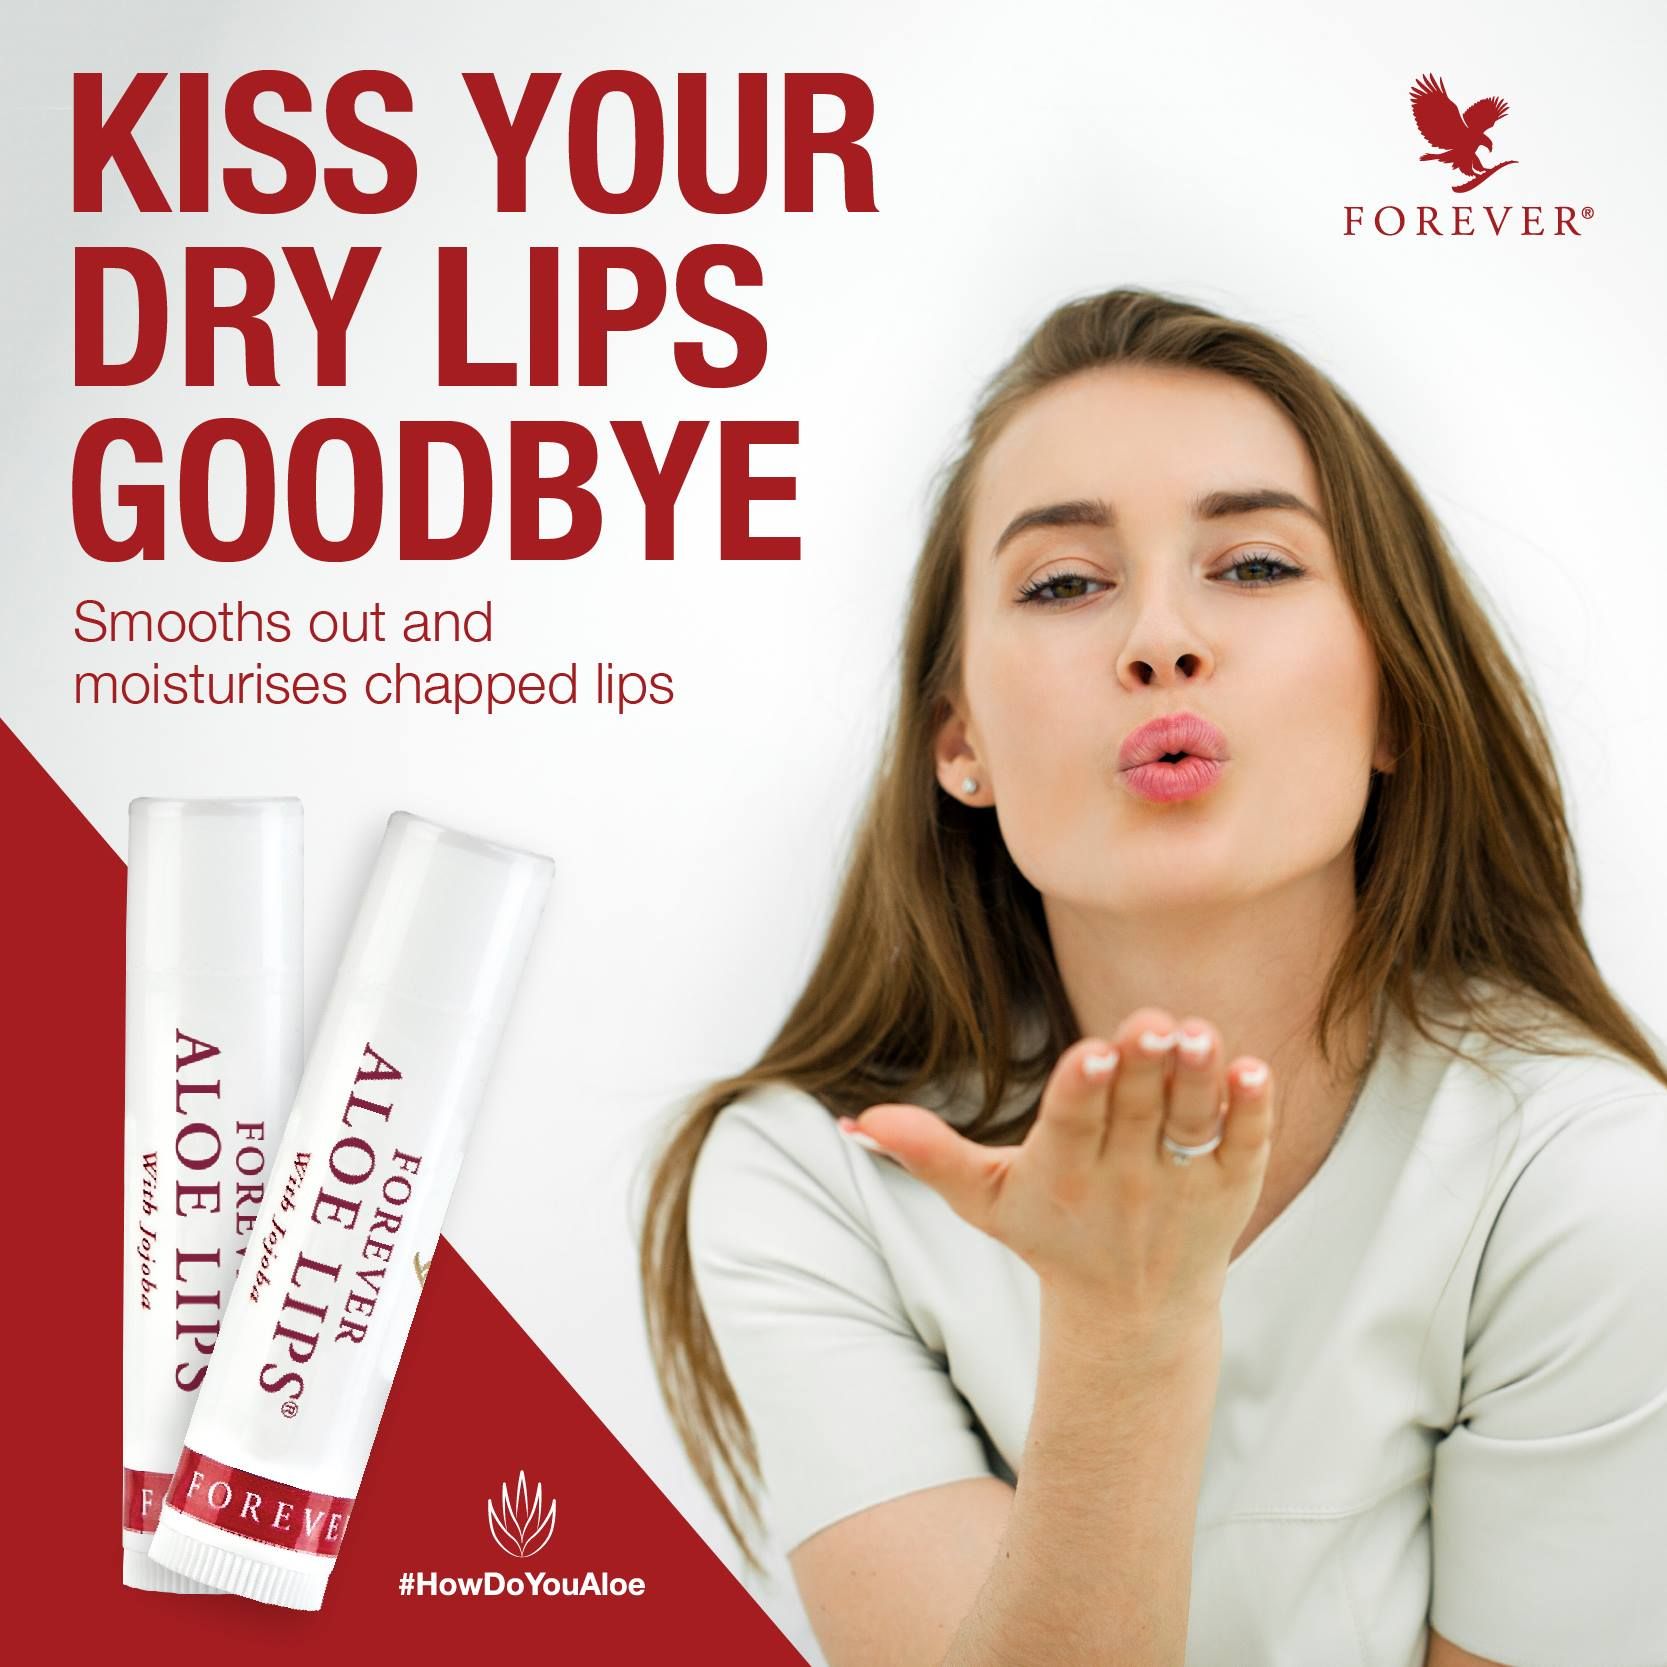 KISS YOUR
DRY LIPS
GOODBYE
Smooths out and
moisturises chapped lips
FOREVER®
ALOE LIPS
With Jojoba
F
FOREVER
ALOE LIPS®
With Jojoba
FOREVE
#HowDoYouAloe